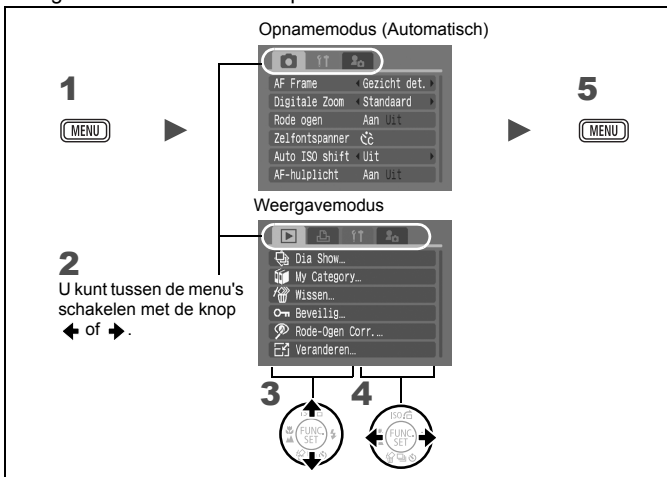 Opnamemodus (Automatisch)
1
MENU
AF Frame Gezicht det.
Digitale Zoom Standaard
Rode ogen Aan Uit
Zelfontspanner
Auto ISO shift Uit
AF-hulplicht Aan Uit
5
MENU
Weergavemodus
2
U kunt tussen de menu's
schakelen met de knop
of .
Dia Show...
My Category...
Wissen...
Beveilig...
Rode-Ogen Corr....
Veranderen...
3
FUNC.
SET
4
ISO
FUNC.
SET